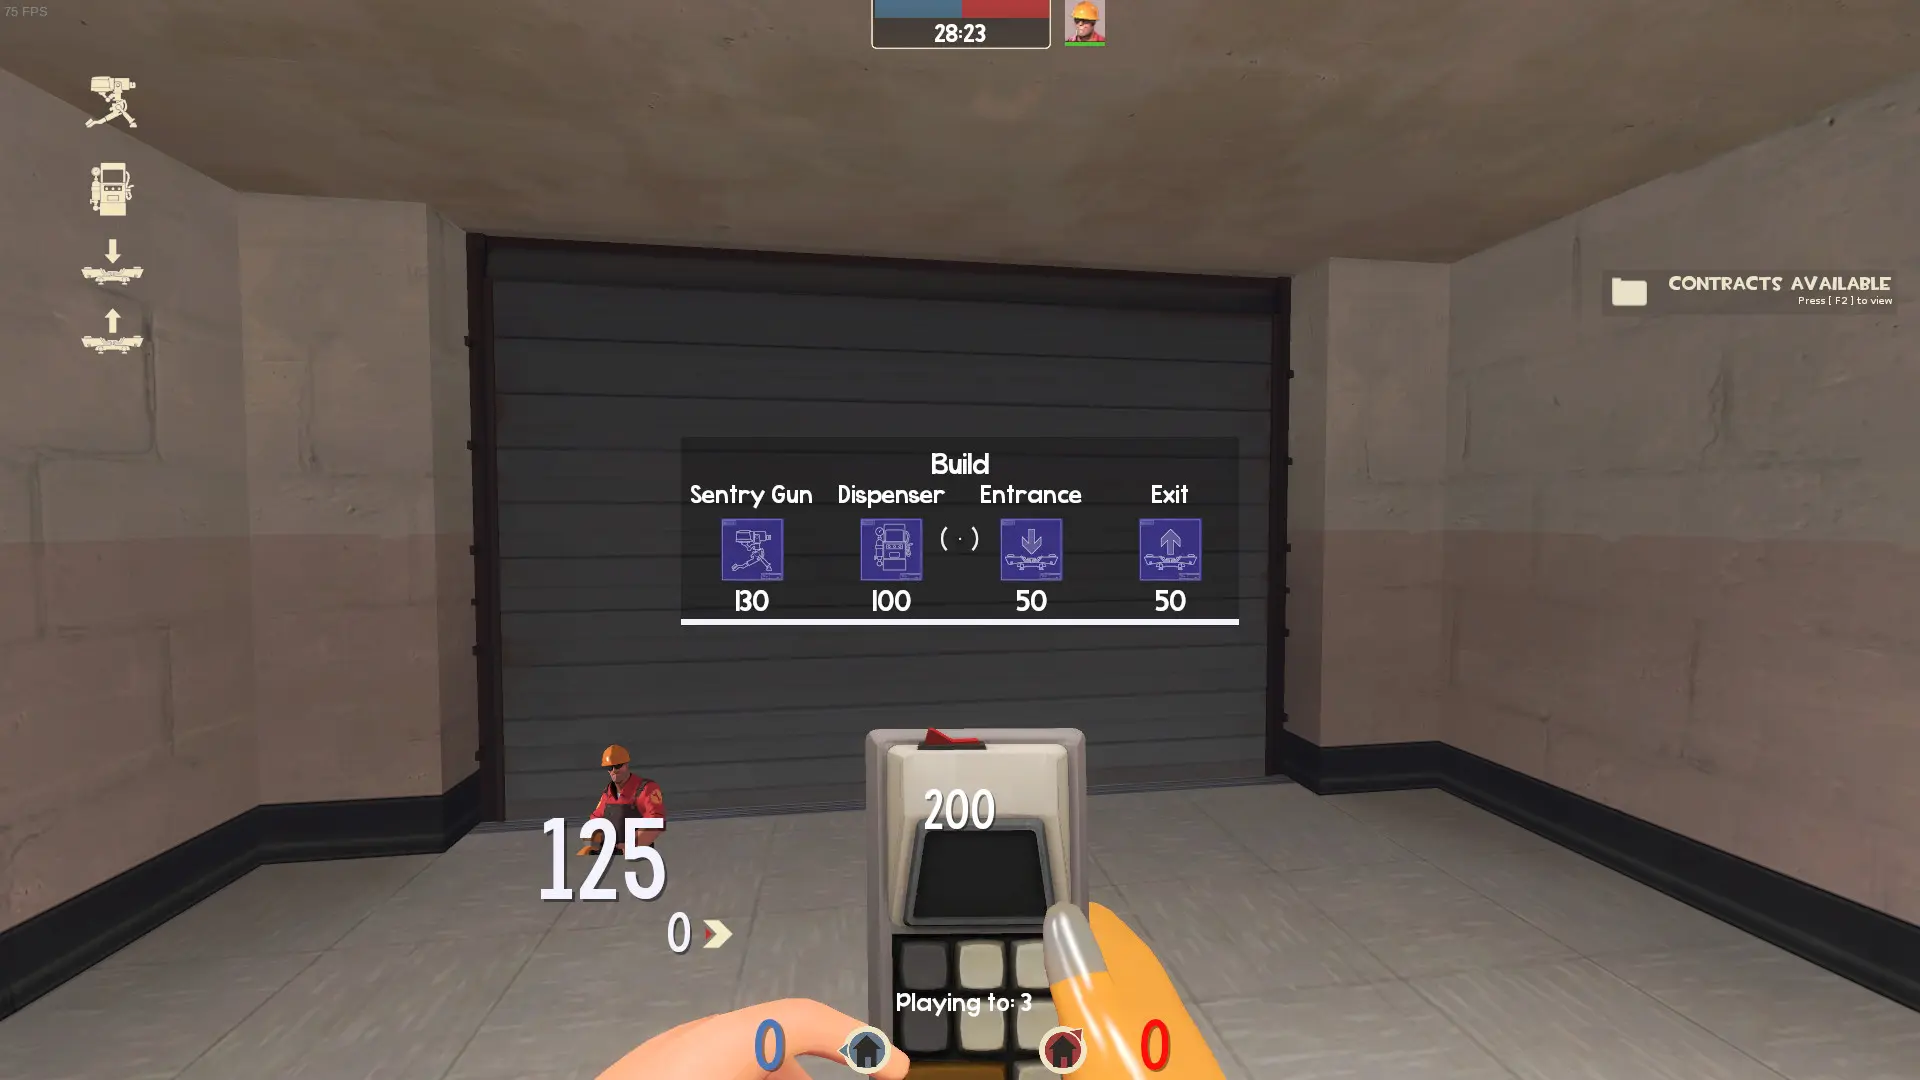 75 FPS
28:23
CONTRACTS AVAILABLE
Press [ F2 ] to view
Build
Sentry Gun Dispenser Entrance Exit
( · )
130 100 50 50
200
125
0
Playing to: 3
0 0